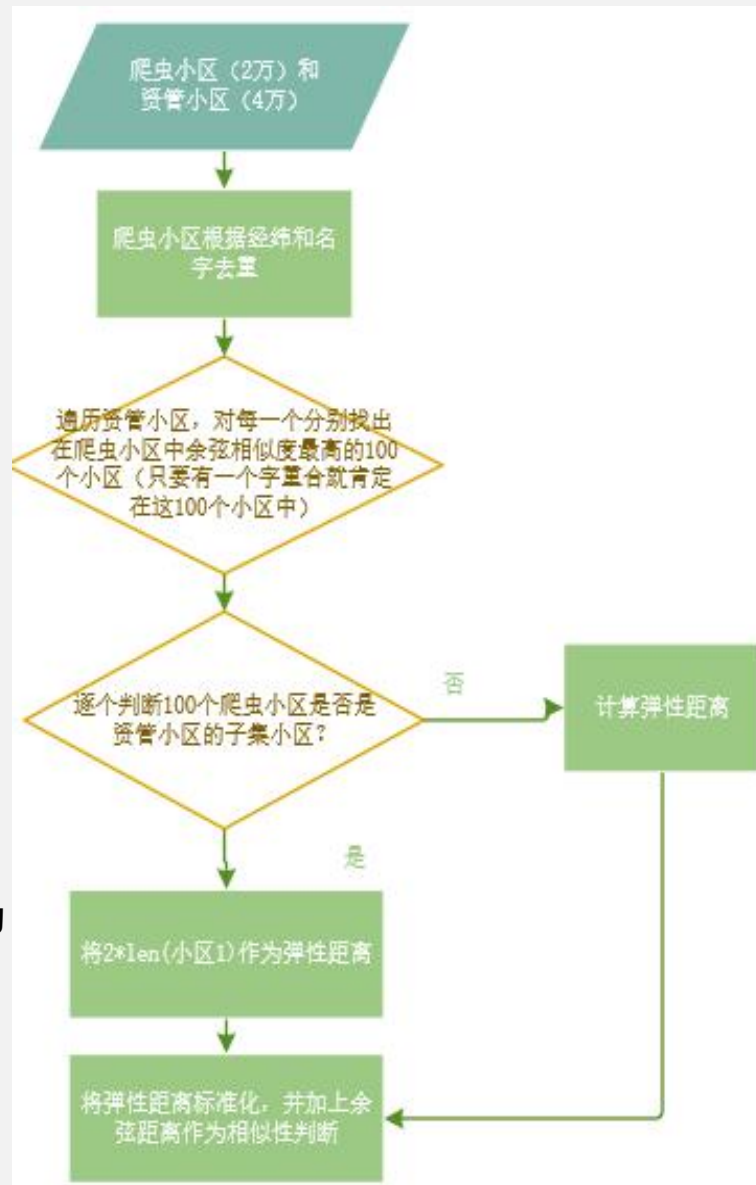 爬虫小区（2万）和
资管小区（4万）
爬虫小区根据经纬和名
字去重
遍历资管小区，对每一个分别找出
在爬虫小区中余弦相似度最高的100
个小区（只要有一个字重合就肯定
在这100个小区中）
逐个判断100个爬虫小区是否是
资管小区的子集小区？
否
计算弹性距离
是
将2*len(小区1)作为弹性距离
将弹性距离标准化，并加上余
弦距离作为相似性判断